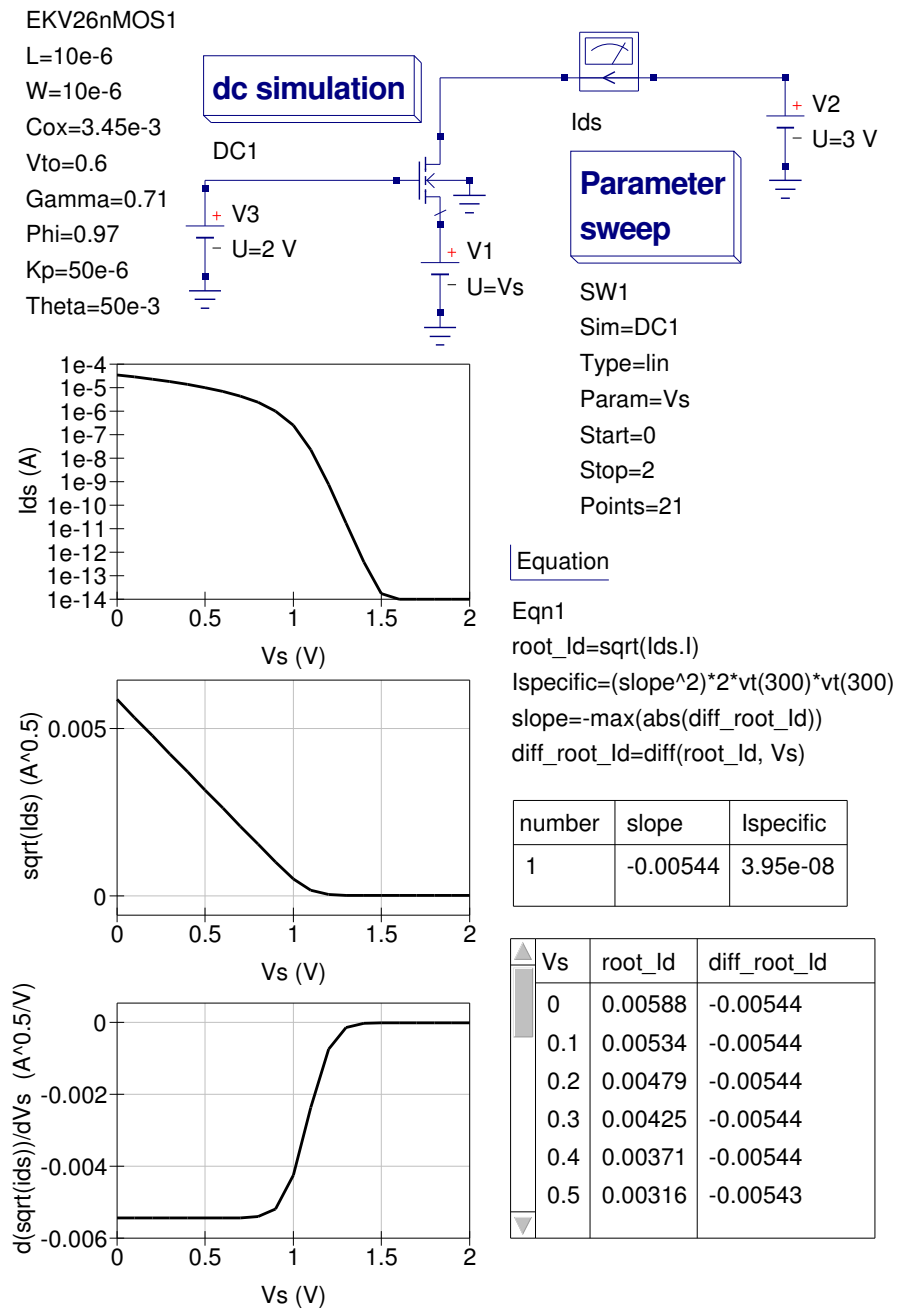 EKV26nMOS1
L=10e-6
W=10e-6
Cox=3.45e-3
Vto=0.6
Gamma=0.71
Phi=0.97
Kp=50e-6
Theta=50e-3
dc simulation
DC1
+ V3
- U=2 V
+ V1
- U=Vs
Ids
+ V2
- U=3 V
Parameter
sweep
SW1
Sim=DC1
Type=lin
Param=Vs
Start=0
Stop=2
Points=21
Ids (A)
1e-4
1e-5
1e-6
1e-7
1e-8
1e-9
1e-10
1e-11
1e-12
1e-13
1e-14
0 0.5 1 1.5 2
Vs (V)
sqrt(Ids) (A^0.5)
0.005
0
0 0.5 1 1.5 2
Vs (V)
d(sqrt(ids))/dVs (A^0.5/V)
0
-0.002
-0.004
-0.006
0 0.5 1 1.5 2
Vs (V)
Equation
Eqn1
root_Id=sqrt(Ids.I)
Ispecific=(slope^2)*2*vt(300)*vt(300)
slope=-max(abs(diff_root_Id))
diff_root_Id=diff(root_Id, Vs)
number slope Ispecific
1 -0.00544 3.95e-08
Vs root_Id diff_root_Id
0 0.00588 -0.00544
0.1 0.00534 -0.00544
0.2 0.00479 -0.00544
0.3 0.00425 -0.00544
0.4 0.00371 -0.00544
0.5 0.00316 -0.00543